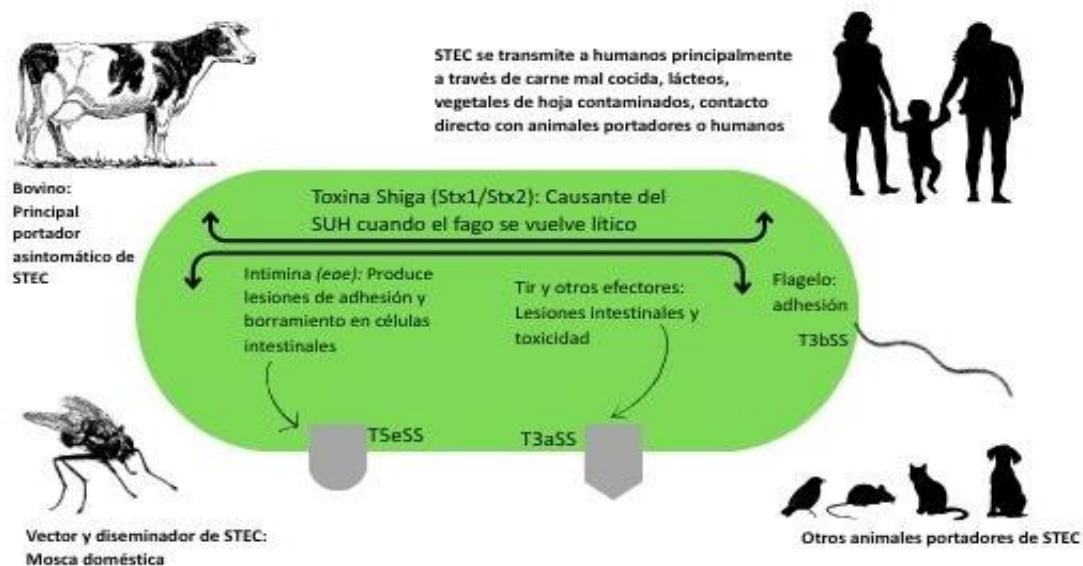 STEC se transmite a humanos principalmente
a través de carne mal cocida, lácteos,
vegetales de hoja contaminados, contacto
directo con animales portadores o humanos
Bovino:
Principal
portador
asintomático de
STEC
Toxina Shiga (Stx1/Stx2): Causante del
SUH cuando el fago se vuelve lítico
Intimina (eae): Produce
lesiones de adhesión y
borramiento en células
intestinales
Tir y otros efectores:
Lesiones intestinales y
toxicidad
Flagelo:
adhesión
T3bSS
T5eSS
T3aSS
Vector y diseminador de STEC:
Mosca doméstica
Otros animales portadores de STEC